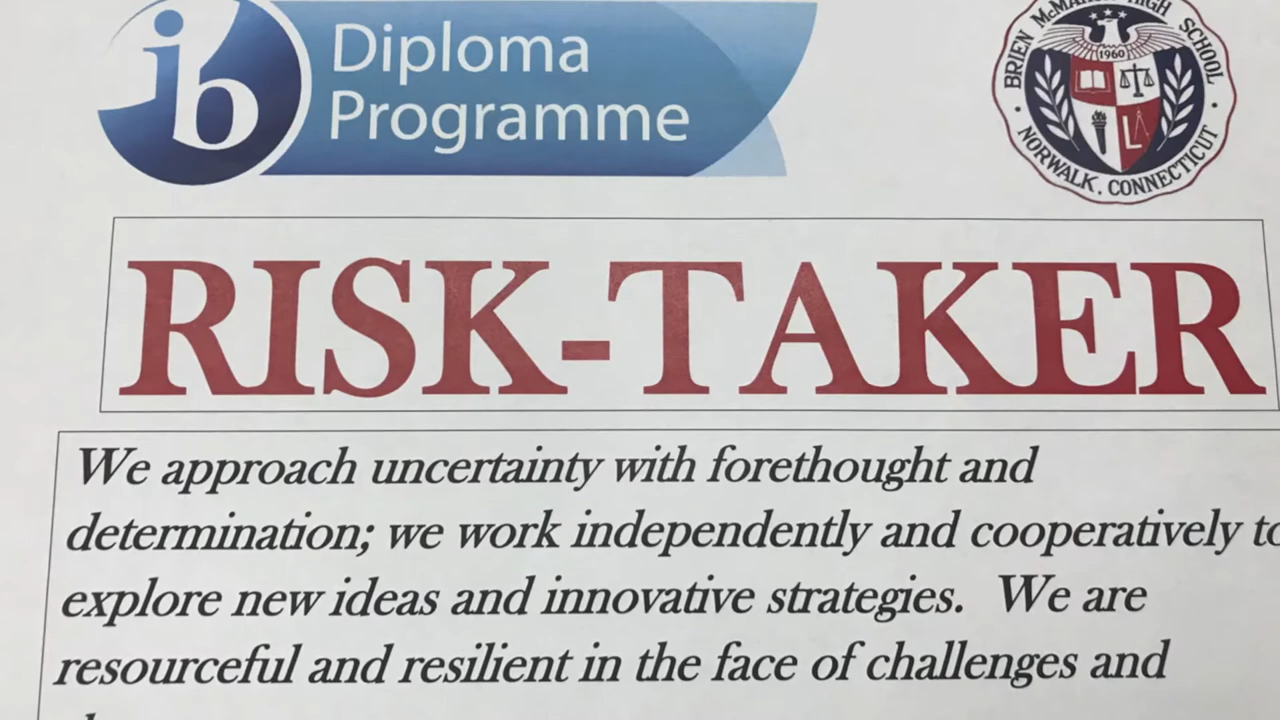 ib
Diploma
Programme
BRIEN McMAHON HIGH SCHOOL
1960
NORWALK, CONNECTICUT
RISK-TAKER
We approach uncertainty with forethought and
determination; we work independently and cooperatively to
explore new ideas and innovative strategies. We are
resourceful and resilient in the face of challenges and